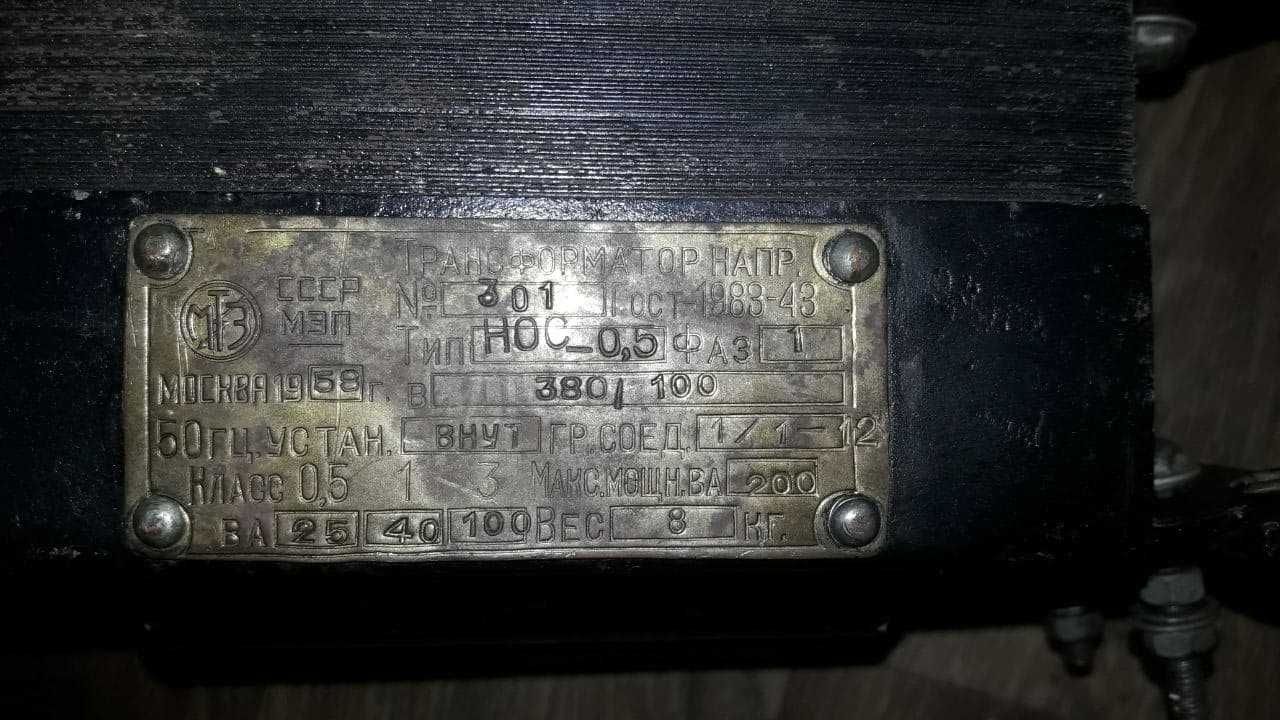 ТРАНСФОРМАТОР НАПР.
МТЗ СССР № 301 ГОСТ-1983-43
МЭП ТИП НОС-0,5 ФАЗ 1
МОСКВА 1958 г. В 380/100
50 ГЦ. УСТАН. ВНУТ ГР. СОЕД. 1/1-12
КЛАСС 0,5 1 3 МАКС. МОЩН. ВА 200
ВА 25 40 100 ВЕС 8 КГ.